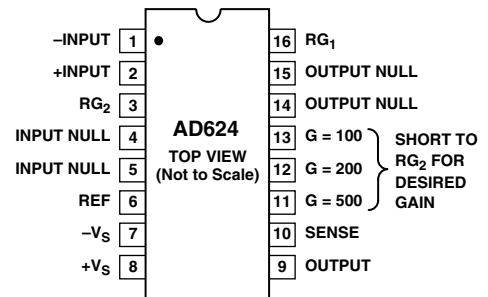 –INPUT 1
+INPUT 2
RG2 3
INPUT NULL 4
INPUT NULL 5
REF 6
–VS 7
+VS 8
AD624
TOP VIEW
(Not to Scale)
16 RG1
15 OUTPUT NULL
14 OUTPUT NULL
13 G = 100
12 G = 200
11 G = 500
10 SENSE
9 OUTPUT
SHORT TO
RG2 FOR
DESIRED
GAIN